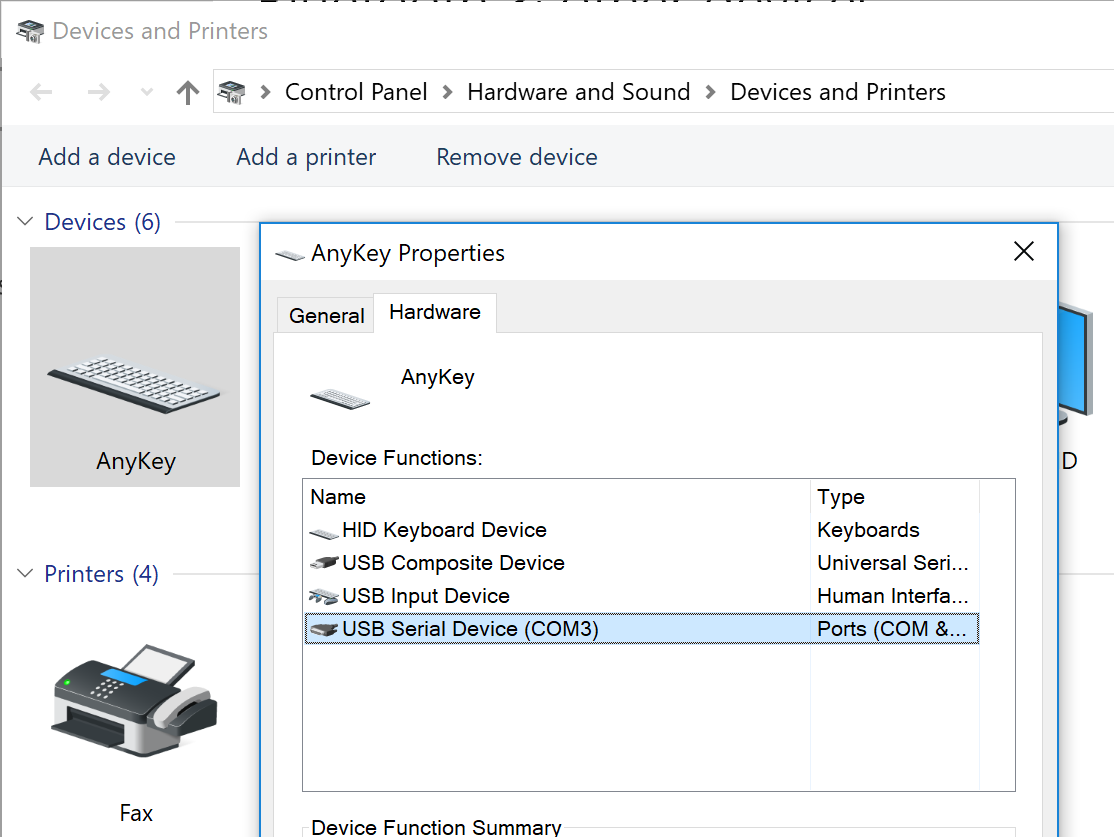 Devices and Printers
Control Panel > Hardware and Sound > Devices and Printers
Add a device Add a printer Remove device
Devices (6)
AnyKey Properties
General Hardware
AnyKey
AnyKey
D
Device Functions:
Name Type
HID Keyboard Device Keyboards
USB Composite Device Universal Seri...
USB Input Device Human Interfa...
USB Serial Device (COM3) Ports (COM &...
Printers (4)
Fax
Device Function Summary